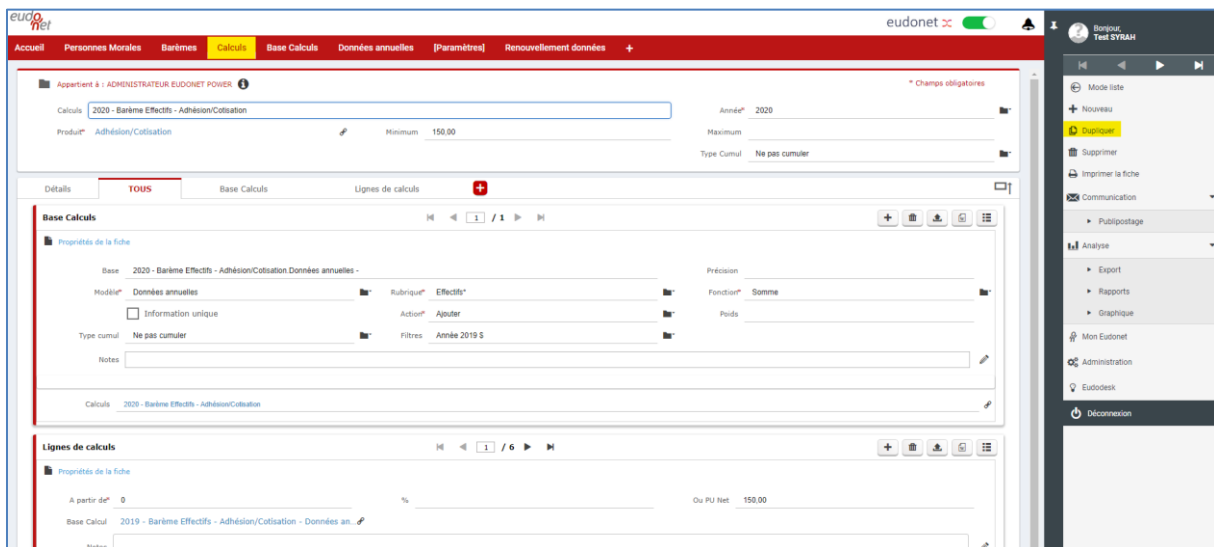 eudonet
eudonet x
Accueil Personnes Morales Barèmes Calculs Base Calculs Données annuelles [Paramètres] Renouvellement données +
Appartient à : ADMINISTRATEUR EUDONET POWER
* Champs obligatoires
Calculs 2020 - Barème Effectifs - Adhésion/Cotisation Année* 2020
Produit* Adhésion/Cotisation Minimum 150,00 Maximum
Type Cumul Ne pas cumuler
Détails TOUS Base Calculs Lignes de calculs
Base Calculs 1 / 1
Propriétés de la fiche
Base 2020 - Barème Effectifs - Adhésion/Cotisation.Données annuelles - Précision
Modèle* Données annuelles Rubrique* Effectifs* Fonction* Somme
Information unique Action* Ajouter Poids
Type cumul Ne pas cumuler Filtres Année 2019 $
Notes
Calculs 2020 - Barème Effectifs - Adhésion/Cotisation
Lignes de calculs 1 / 6
Propriétés de la fiche
A partir de* 0 % Ou PU Net 150,00
Base Calcul 2019 - Barème Effectifs - Adhésion/Cotisation - Données an...
Notes
Bonjour,
Test SYRAH
Mode liste
Nouveau
Dupliquer
Supprimer
Imprimer la fiche
Communication
Publipostage
Analyse
Export
Rapports
Graphique
Mon Eudonet
Administration
Eudodesk
Déconnexion